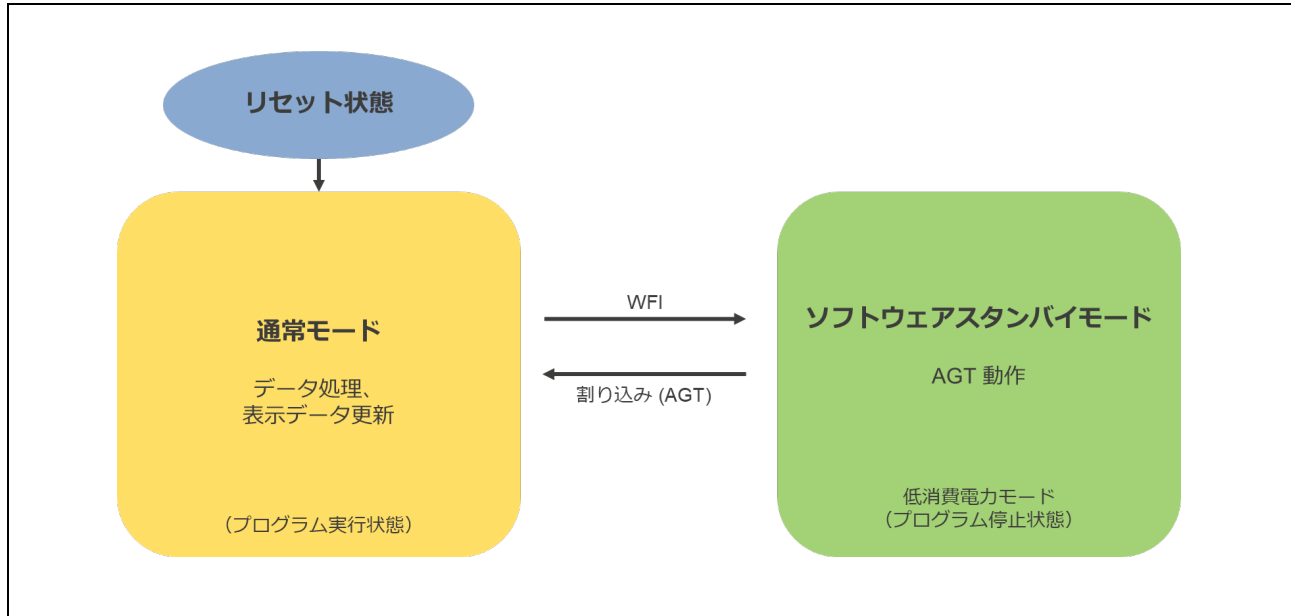 リセット状態
通常モード
データ処理、
表示データ更新
（プログラム実行状態）
WFI
割り込み (AGT)
ソフトウェアスタンバイモード
AGT 動作
低消費電力モード
（プログラム停止状態）